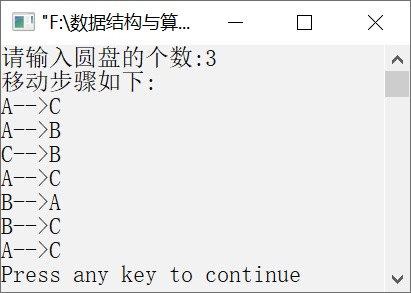 "F:\数据结构与算...
请输入圆盘的个数:3
移动步骤如下:
A-->C
A-->B
C-->B
A-->C
B-->A
B-->C
A-->C
Press any key to continue